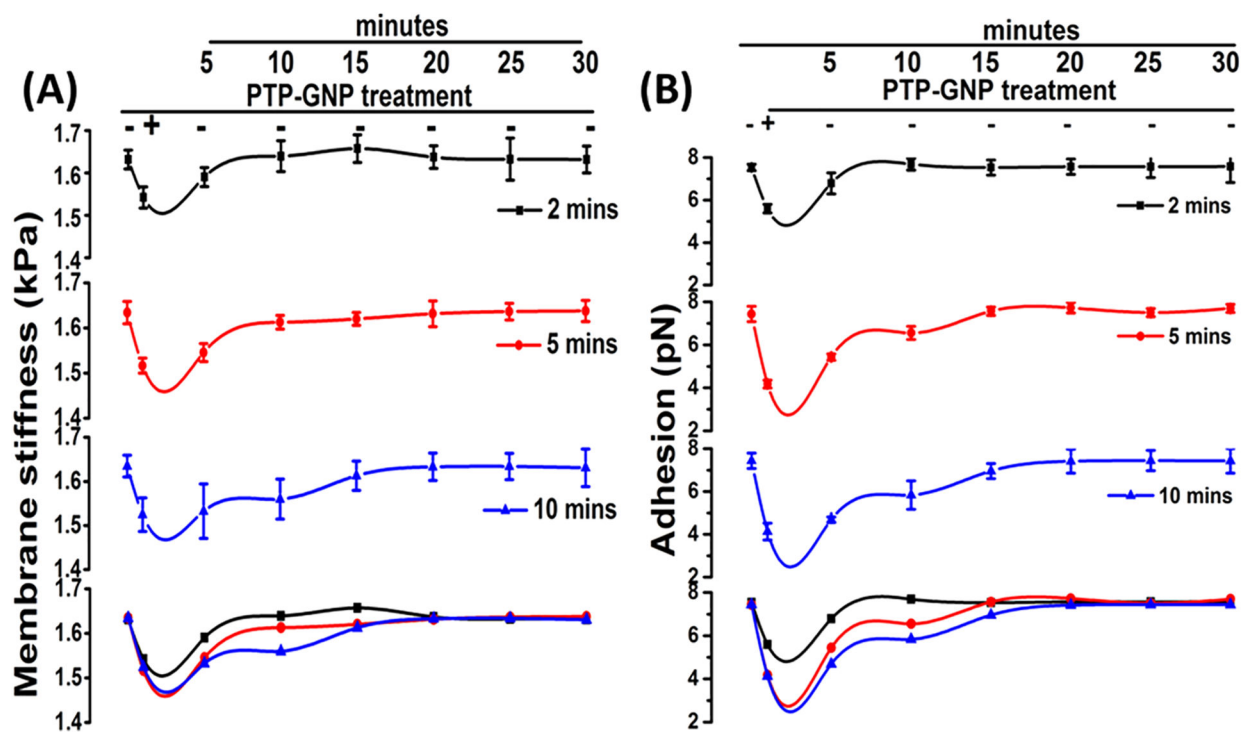 minutes
5 10 15 20 25 30
(A)
PTP-GNP treatment
- + - - - - - -
1.7
1.6
1.5
1.4
2 mins
1.7
1.6
1.5
1.4
5 mins
1.7
1.6
1.5
1.4
10 mins
1.7
1.6
1.5
1.4
Membrane stiffness (kPa)
minutes
5 10 15 20 25 30
(B)
PTP-GNP treatment
- + - - - - - -
8
6
4
2
2 mins
8
6
4
2
5 mins
8
6
4
2
10 mins
8
6
4
2
Adhesion (pN)